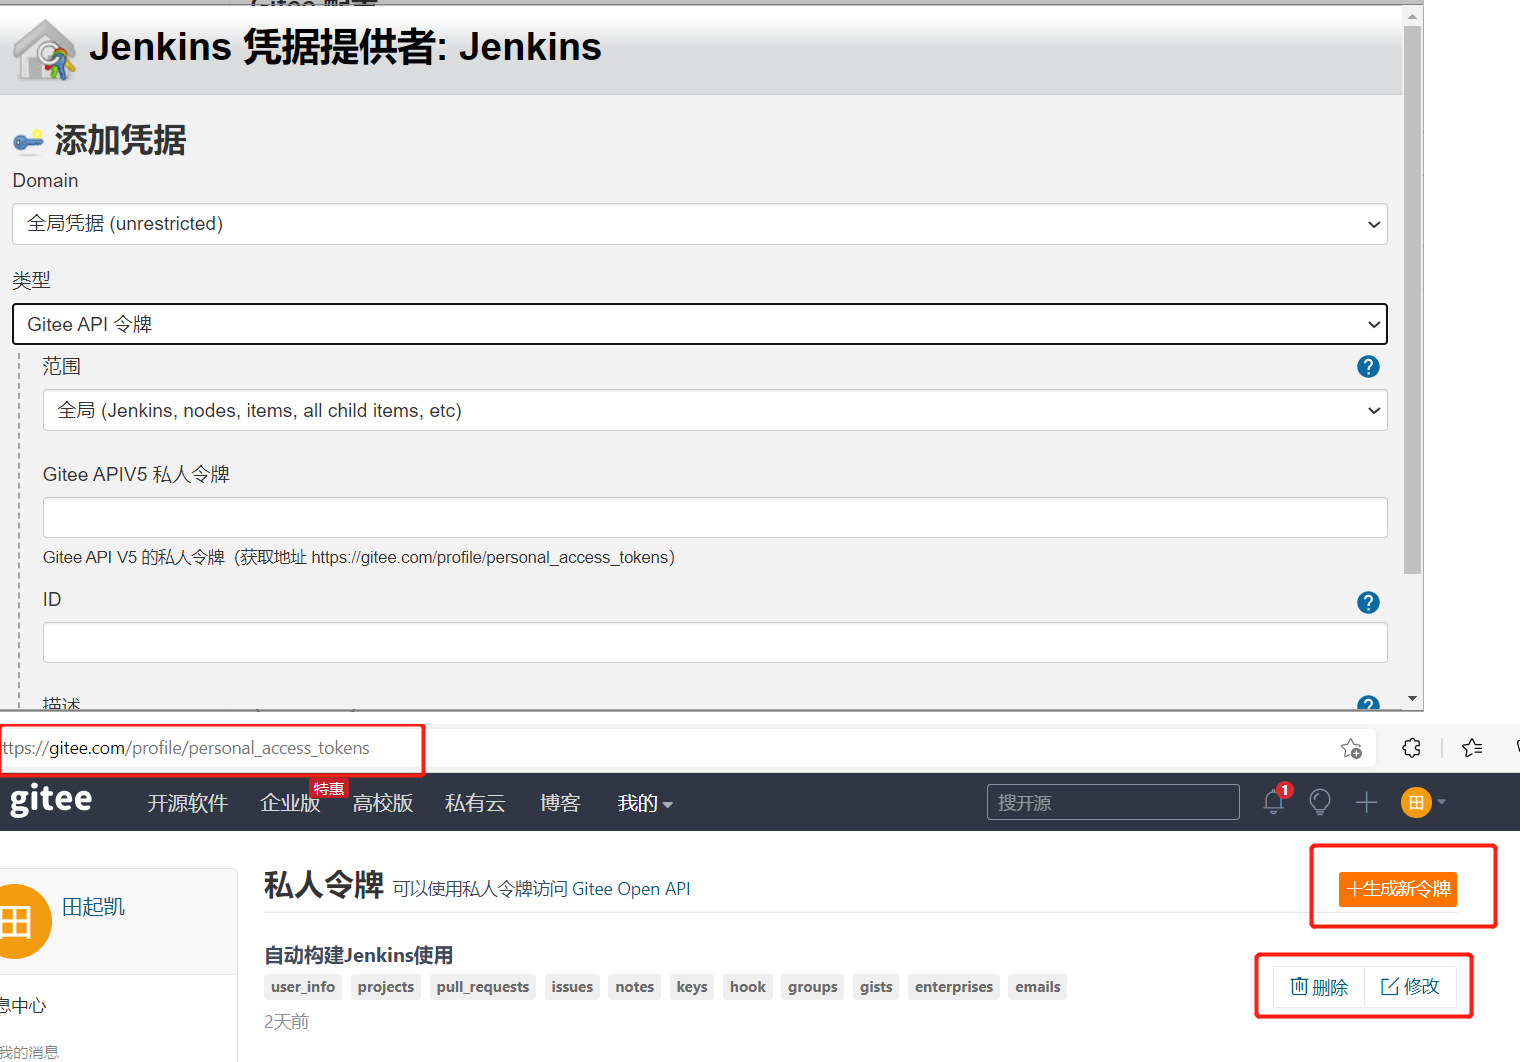 Gitee 配置
Jenkins 凭据提供者: Jenkins
添加凭据
Domain
全局凭据 (unrestricted)
类型
Gitee API 令牌
范围
全局 (Jenkins, nodes, items, all child items, etc)
Gitee APIV5 私人令牌
Gitee API V5 的私人令牌（获取地址 https://gitee.com/profile/personal_access_tokens）
ID
描述
ttps://gitee.com/profile/personal_access_tokens
gitee 开源软件 企业版 特惠 高校版 私有云 博客 我的 搜开源 1 田
私人令牌 可以使用私人令牌访问 Gitee Open API
十生成新令牌
田 田起凯
自动构建Jenkins使用
user_info projects pull_requests issues notes keys hook groups gists enterprises emails
删除 修改
息中心
2天前
我的消息